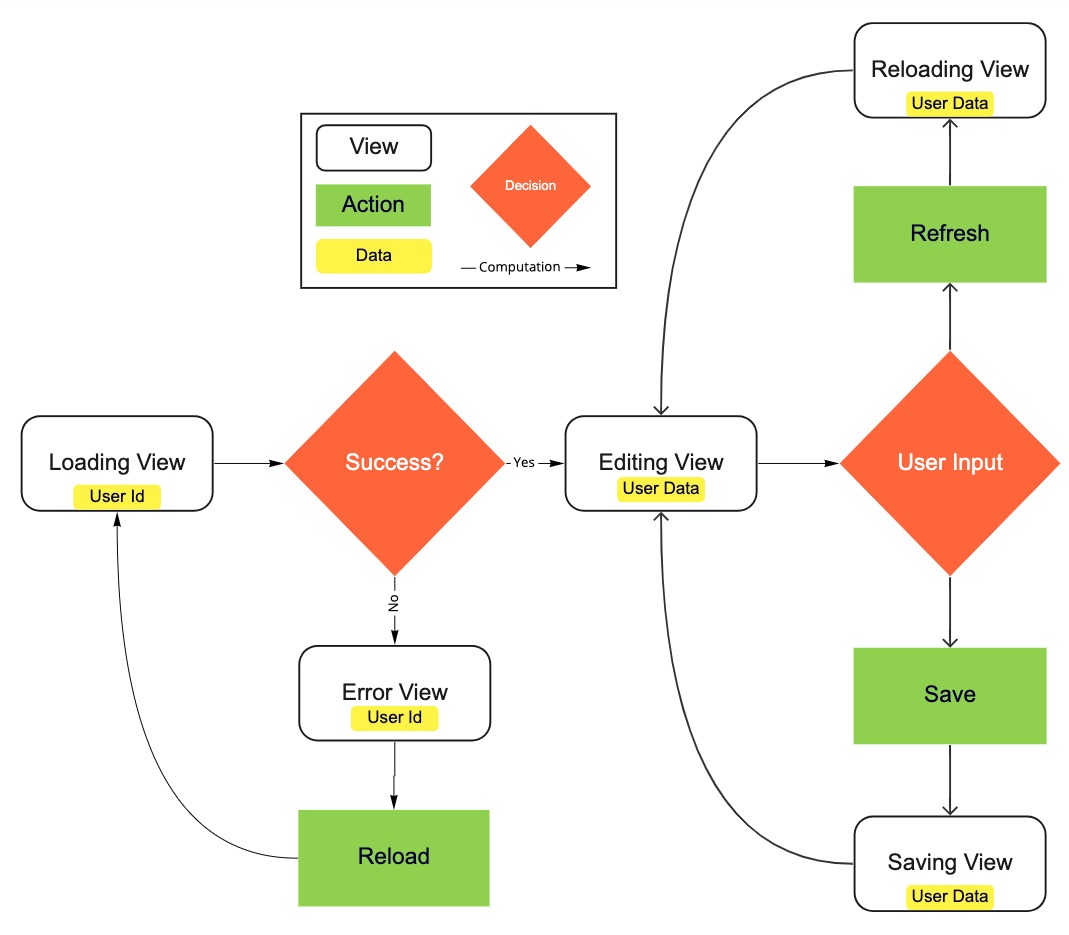 Reloading View
User Data
View
Decision
Action
Data
Computation
Refresh
Loading View
User Id
Success?
Yes
Editing View
User Data
User Input
No
Error View
User Id
Save
Reload
Saving View
User Data